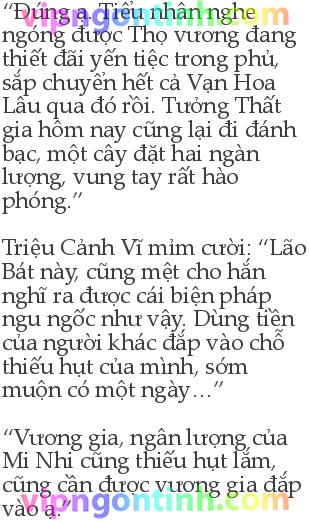 “Đúng ạ. Tiểu nhân nghe
ngóng được Thọ vương đang
thiết đãi yến tiệc trong phủ,
sắp chuyển hết cả Vạn Hoa
Lâu qua đó rồi. Tưởng Thất
gia hôm nay cũng lại đi đánh
bạc, một cây đặt hai ngàn
lượng, vung tay rất hào
phóng.”
Triệu Cảnh Vĩ mỉm cười: “Lão
Bát này, cũng mệt cho hắn
nghĩ ra được cái biện pháp
ngu ngốc như vậy. Dùng tiền
của người khác đắp vào chỗ
thiếu hụt của mình, sớm
muộn có một ngày…”
“Vương gia, ngân lượng của
Mi Nhi cũng thiếu hụt lắm,
cũng cần được vương gia đắp
vào ạ.”
vipngontinh.com
vipngontinh.com
vipngontinh.com
vipngontinh.com